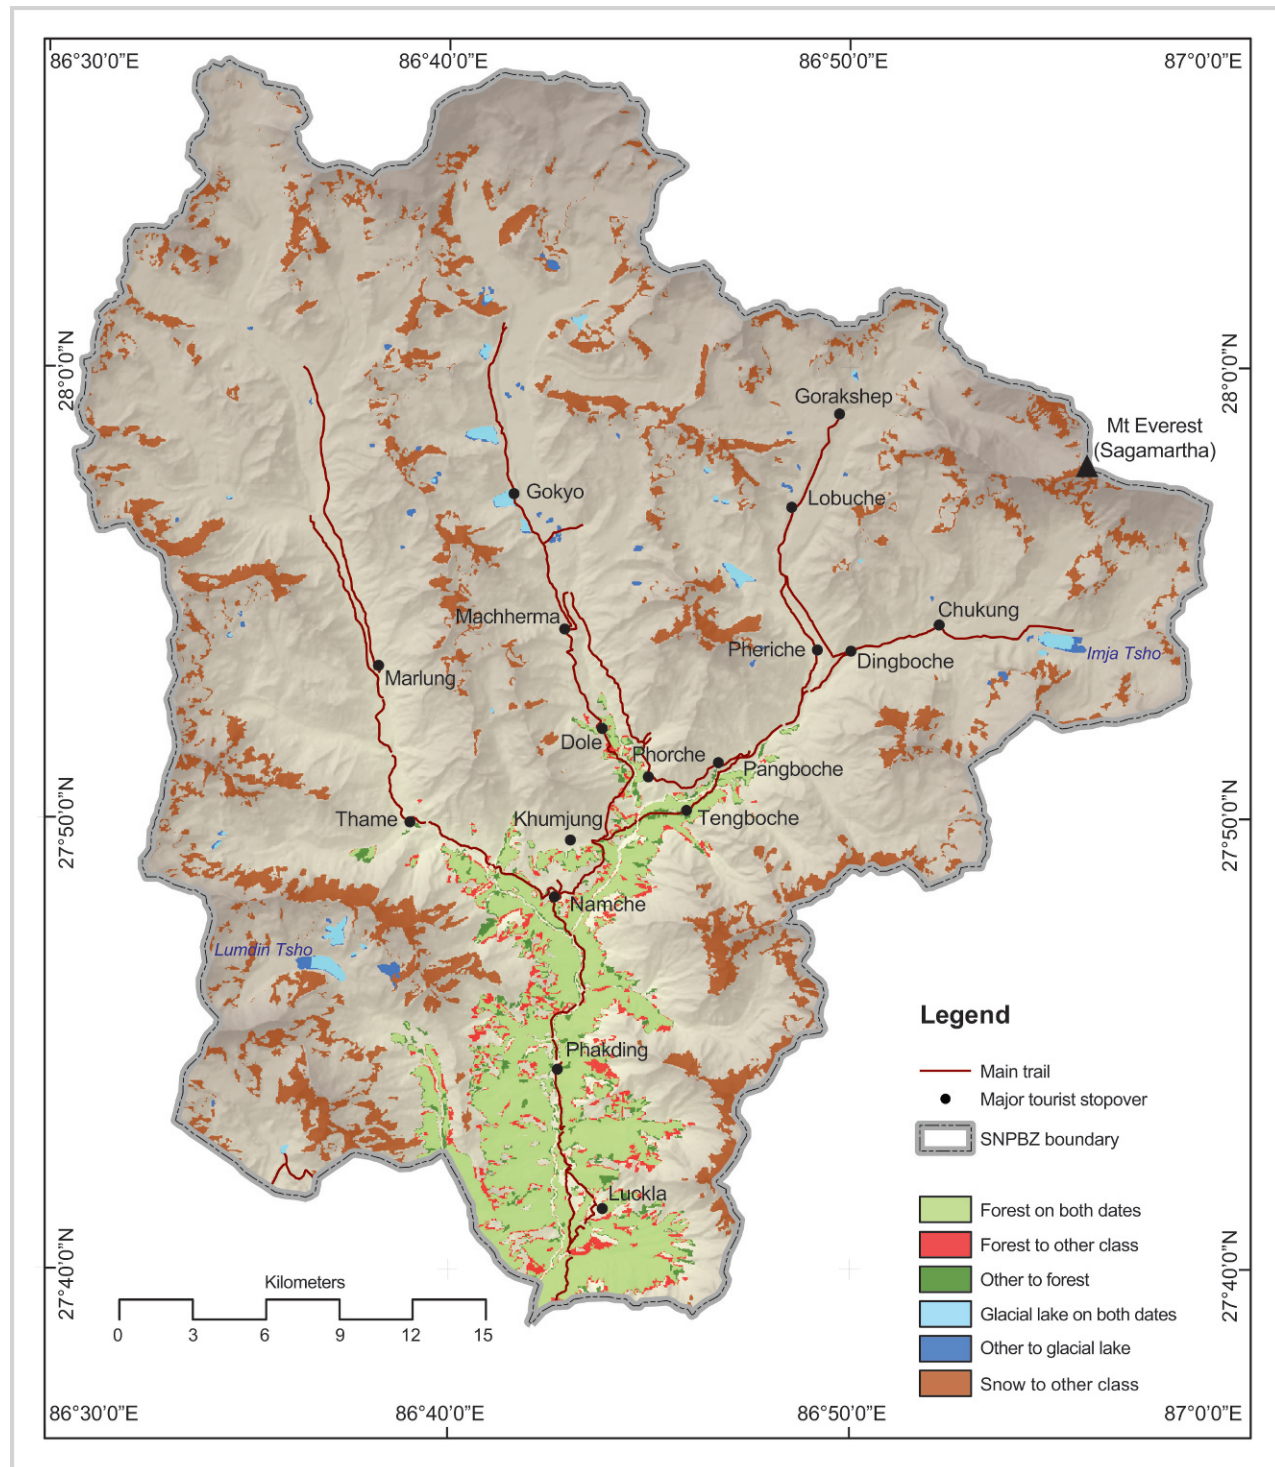 86°30'0"E
86°40'0"E
86°50'0"E
87°0'0"E
28°0'0"N
28°0'0"N
Gorakshep
Mt Everest
(Sagamartha)
Gokyo
Lobuche
Machherma
Chukung
Pheriche
Dingboche
Imja Tsho
Marlung
Dole
Phorche
Pangboche
Thame
Khumjung
Tengboche
27°50'0"N
27°50'0"N
Namche
Lumdin Tsho
Phakding
Luckla
Legend
Main trail
Major tourist stopover
SNPBZ boundary
Forest on both dates
Forest to other class
Other to forest
Glacial lake on both dates
Other to glacial lake
Snow to other class
27°40'0"N
27°40'0"N
Kilometers
0 3 6 9 12 15
86°30'0"E
86°40'0"E
86°50'0"E
87°0'0"E